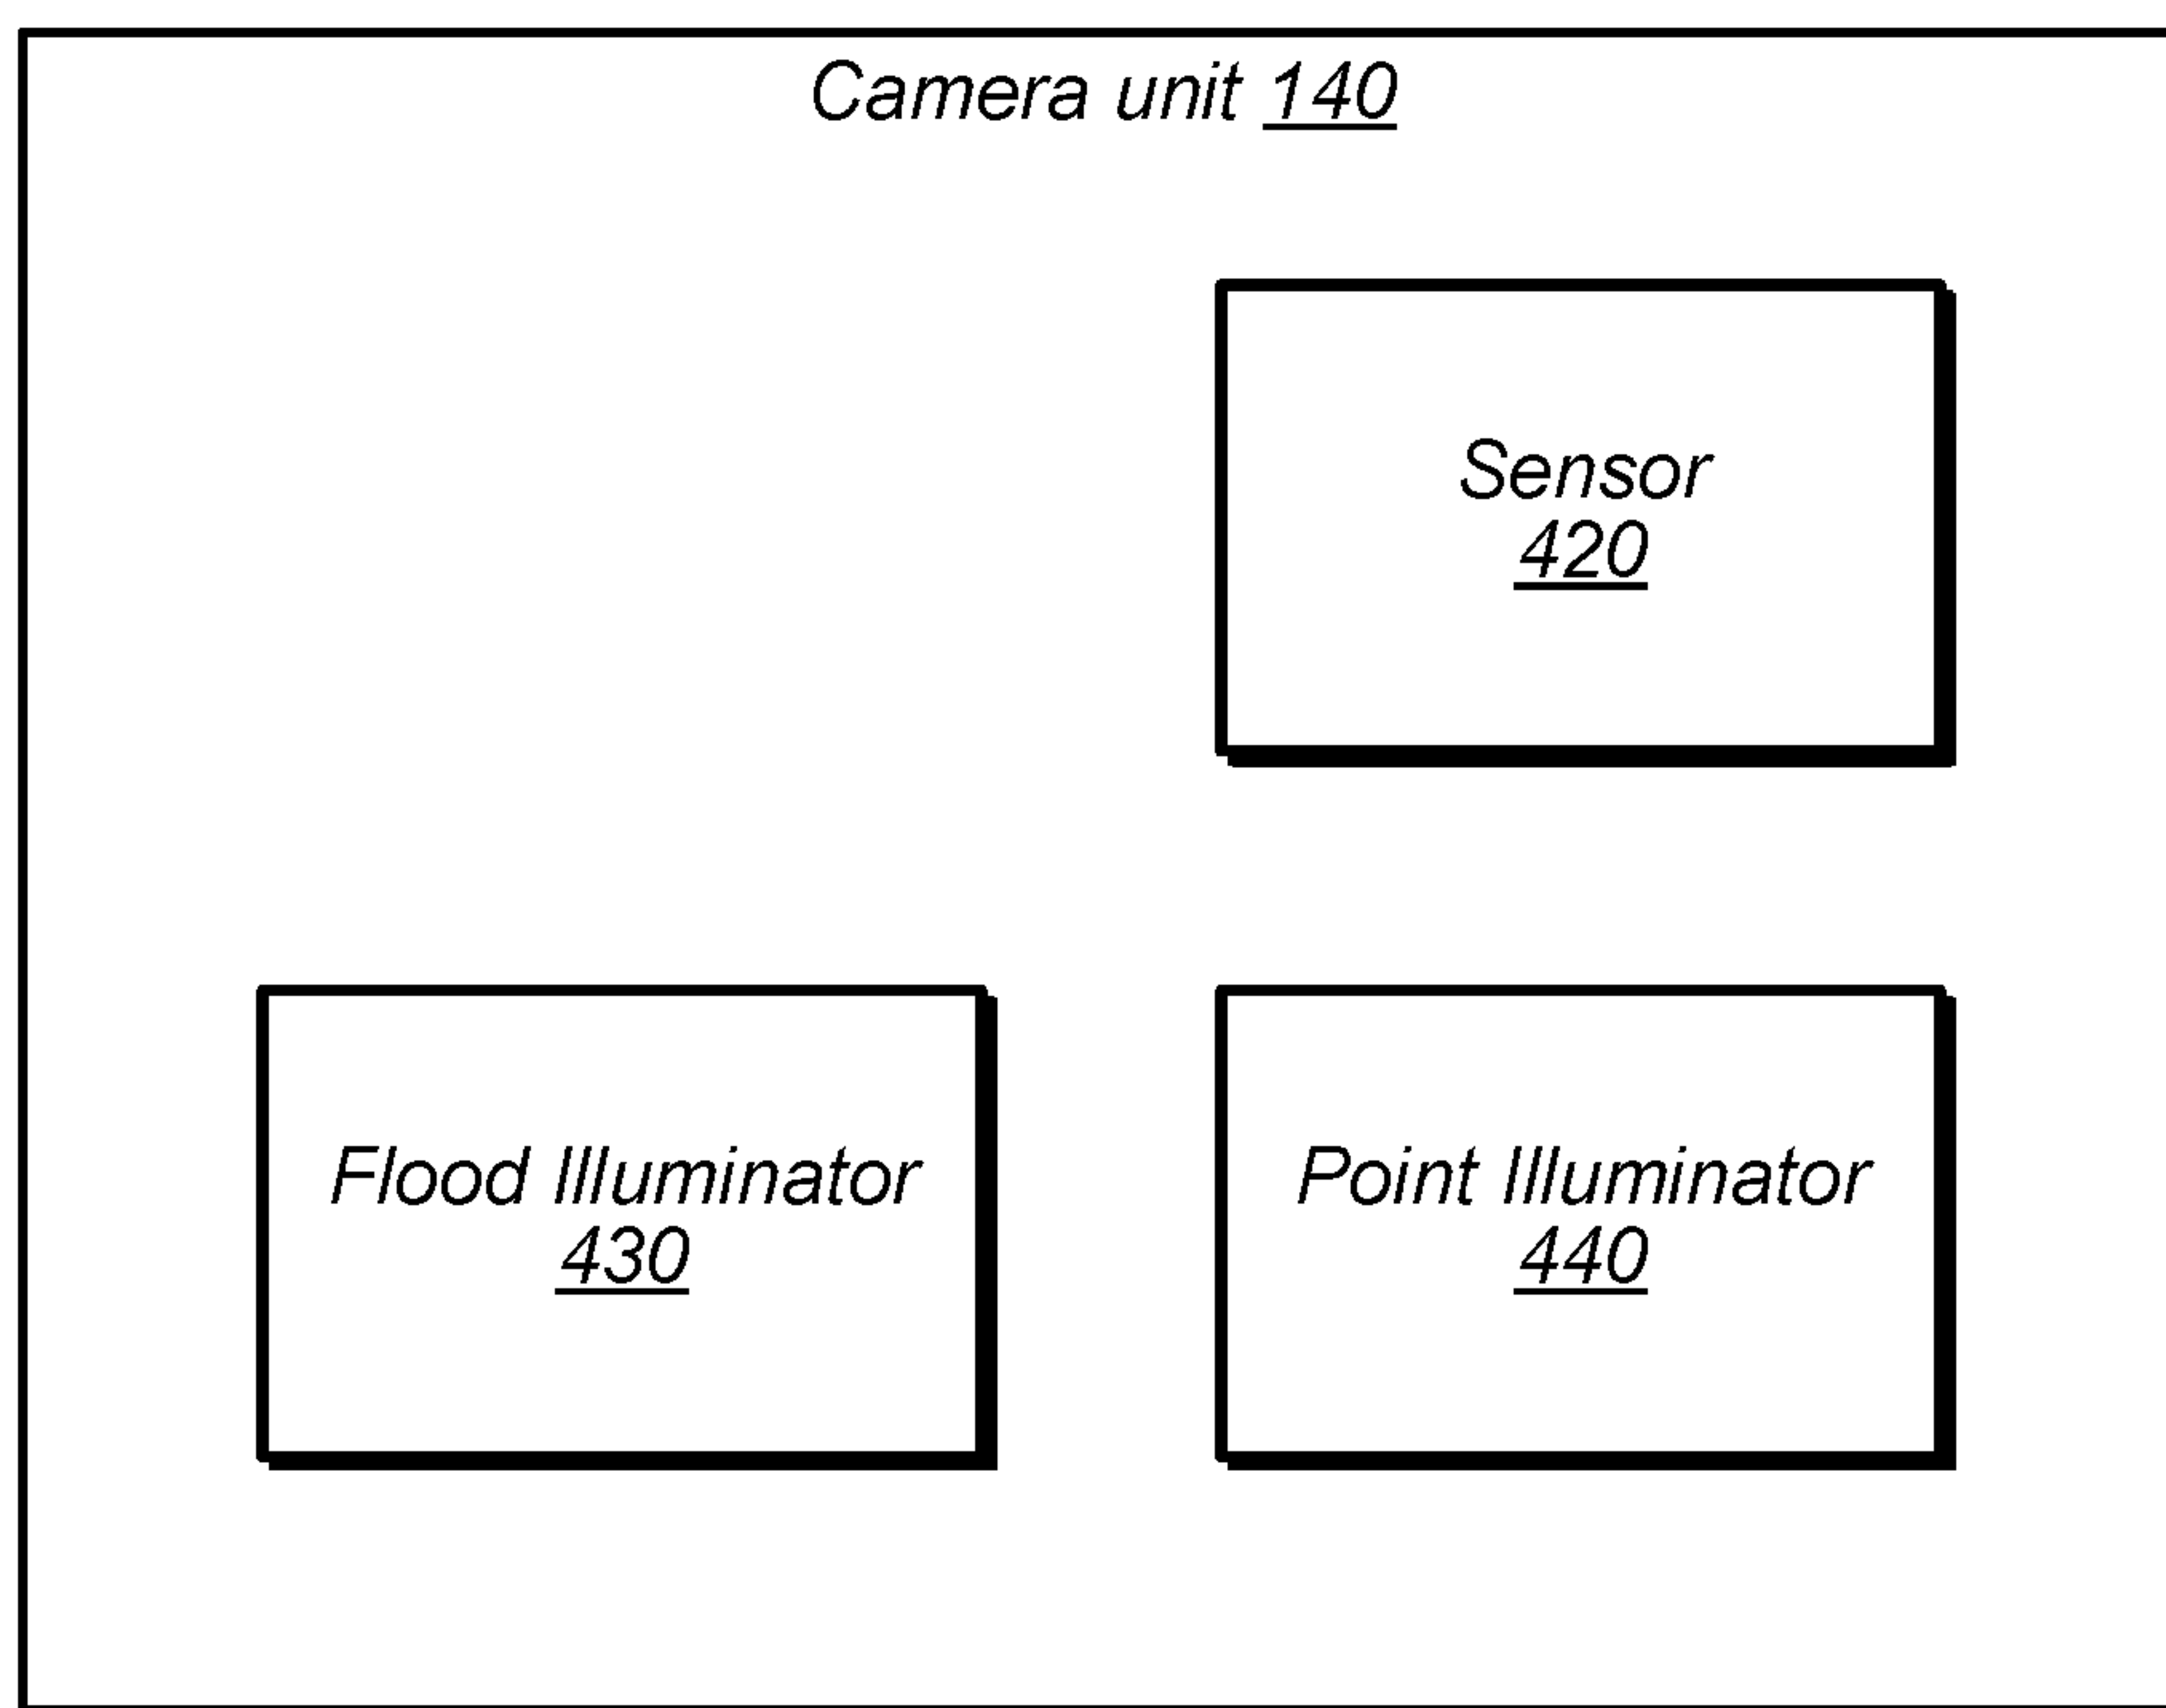 Camera unit 140
Sensor
420
Flood Illuminator
430
Point Illuminator
440